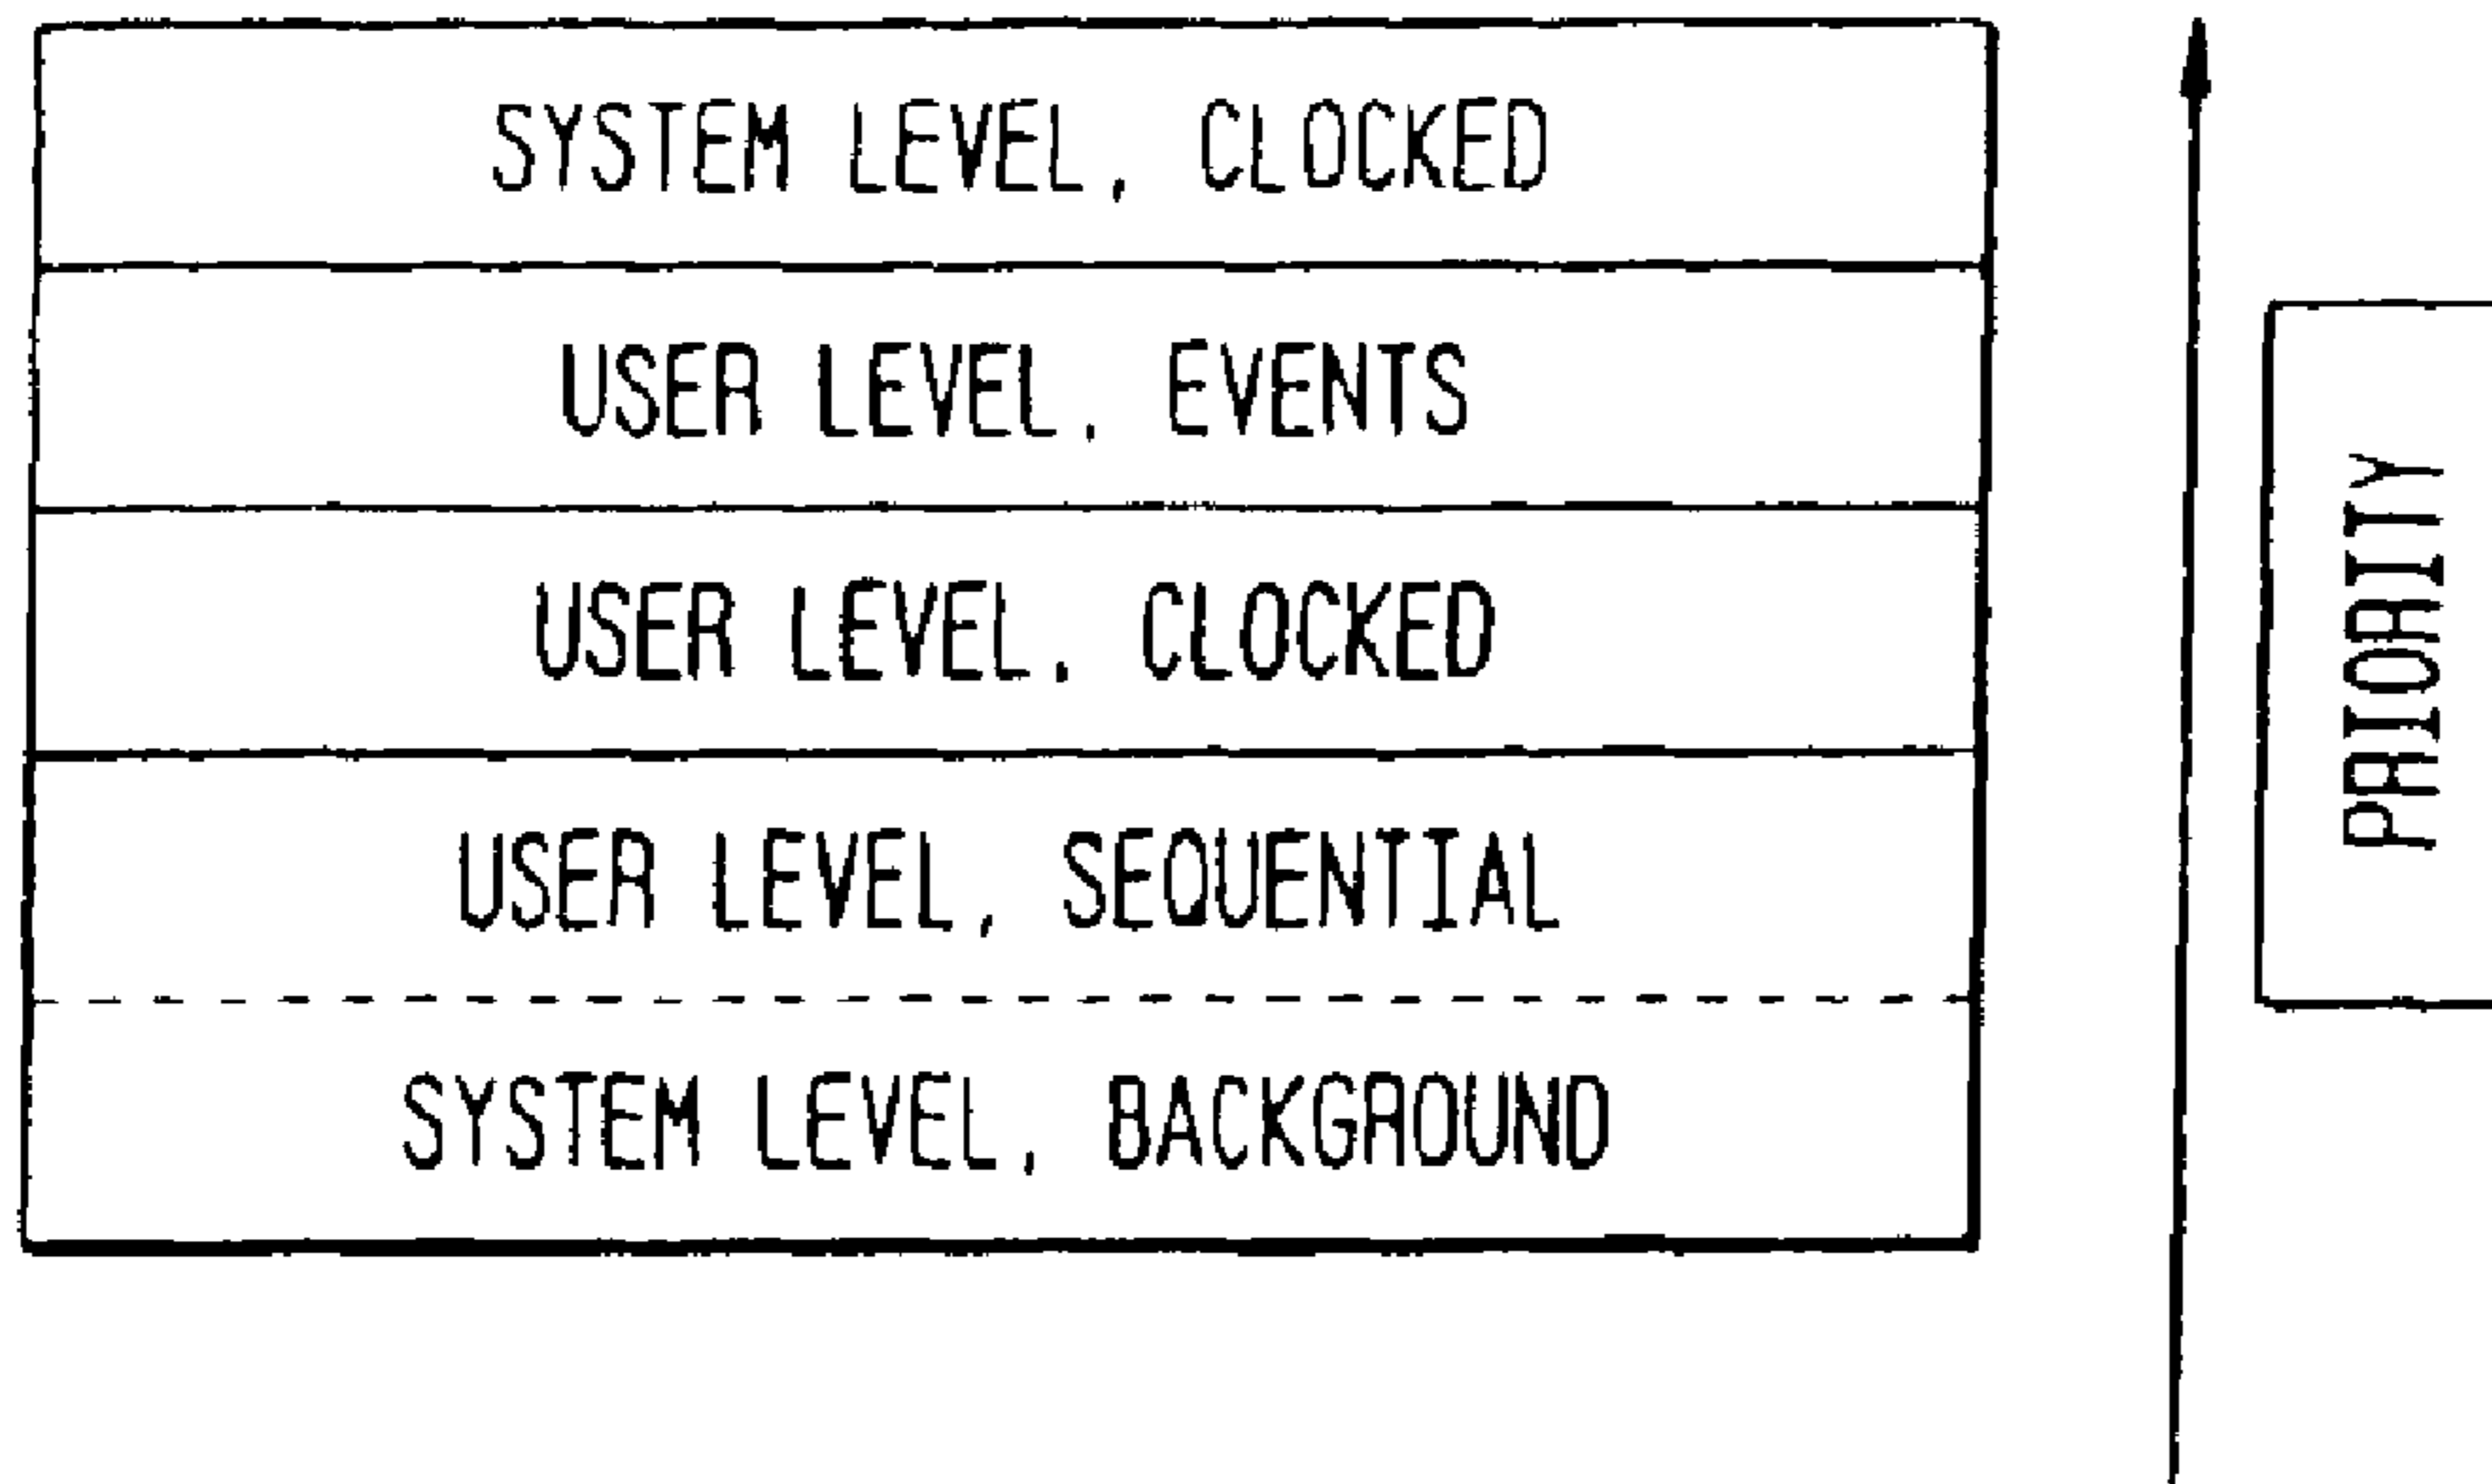 SYSTEM LEVEL, CLOCKED
USER LEVEL, EVENTS
USER LEVEL, CLOCKED
USER LEVEL, SEQUENTIAL
SYSTEM LEVEL, BACKGROUND
PRIORITY